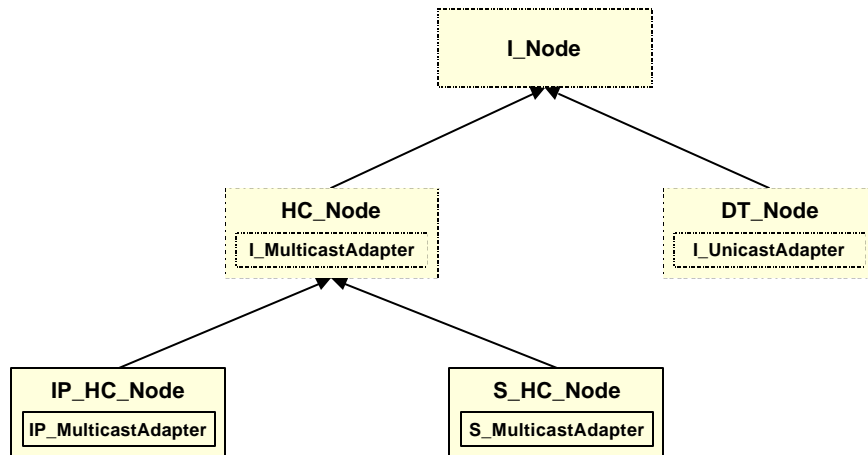 I_Node
HC_Node
I_MulticastAdapter
DT_Node
I_UnicastAdapter
IP_HC_Node
IP_MulticastAdapter
S_HC_Node
S_MulticastAdapter